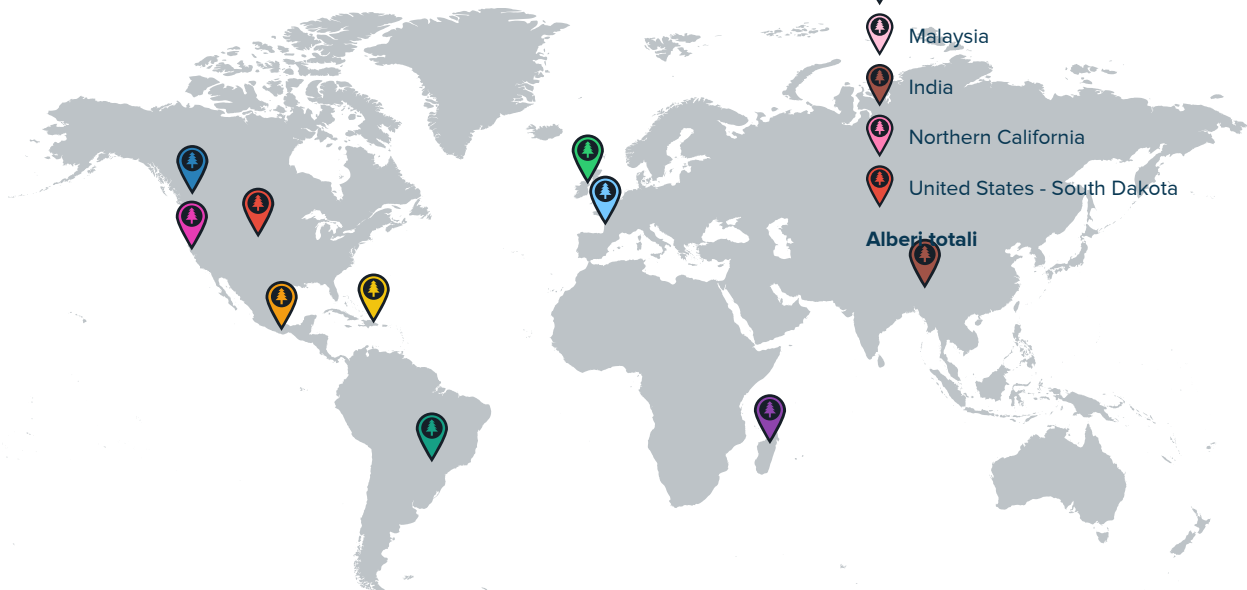 Malaysia
India
Northern California
United States - South Dakota
Alberi totali